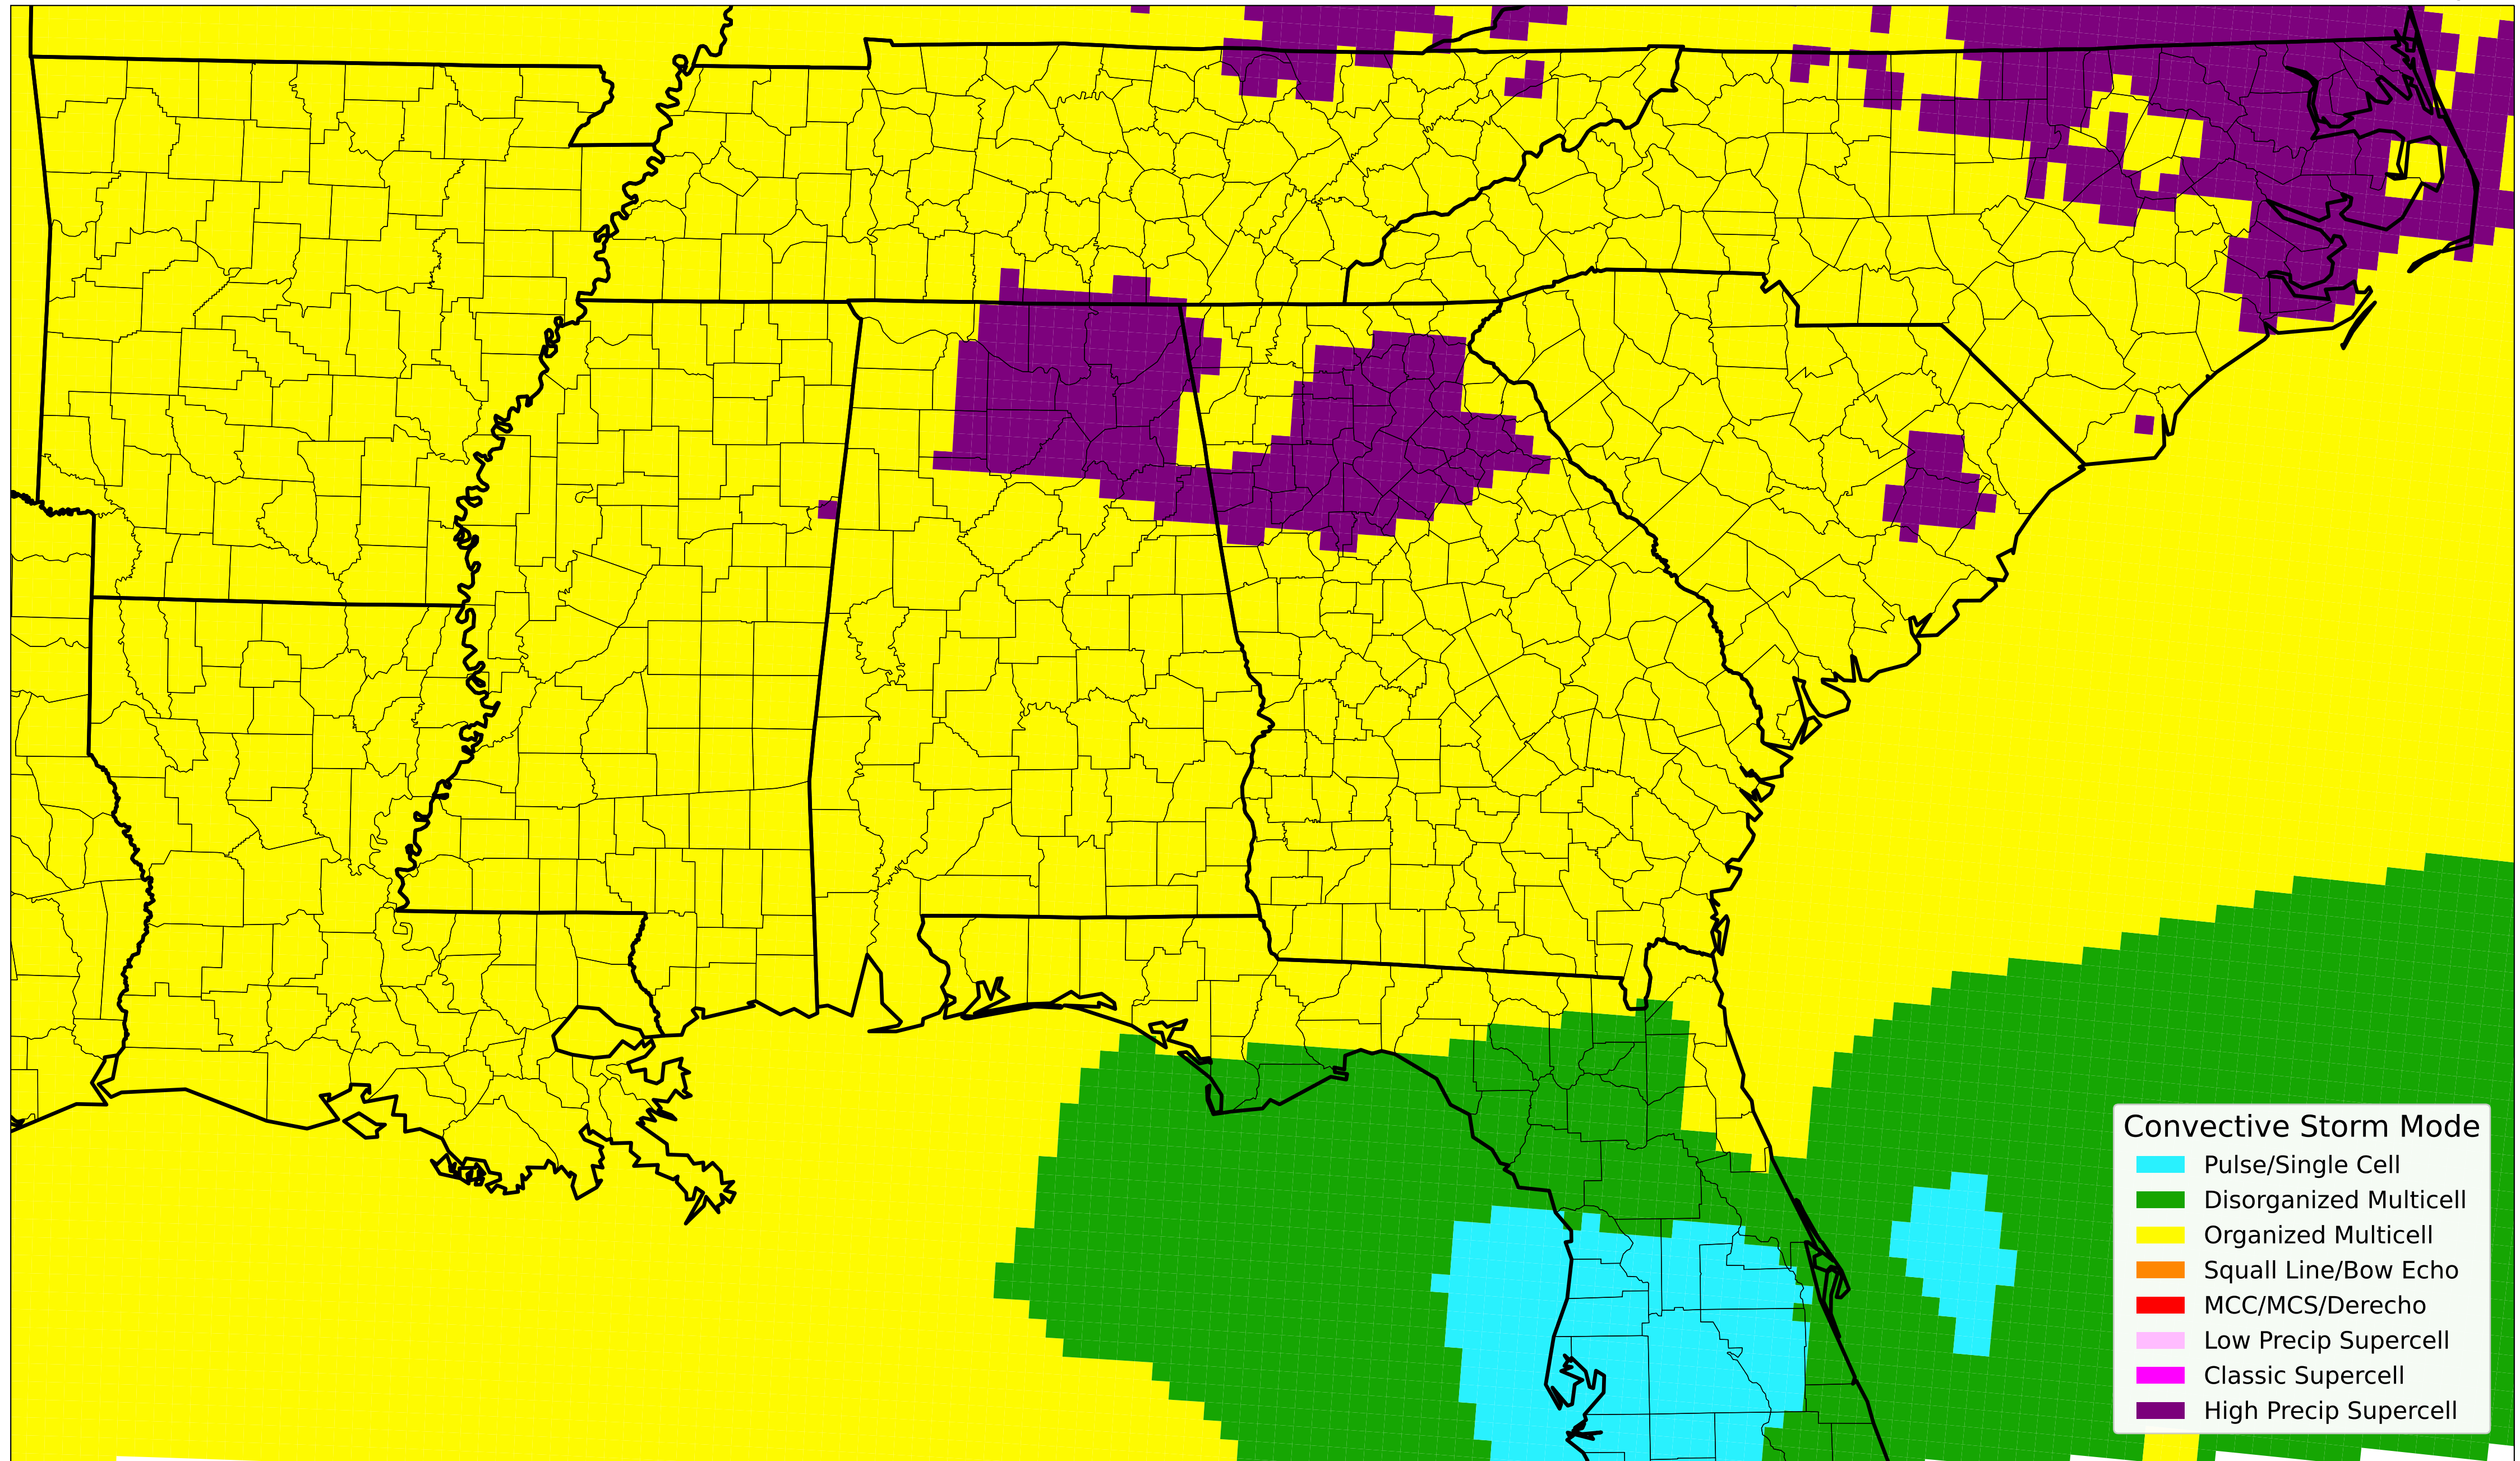 Convective Storm Mode
Pulse/Single Cell
Disorganized Multicell
Organized Multicell
Squall Line/Bow Echo
MCC/MCS/Derecho
Low Precip Supercell
Classic Supercell
High Precip Supercell